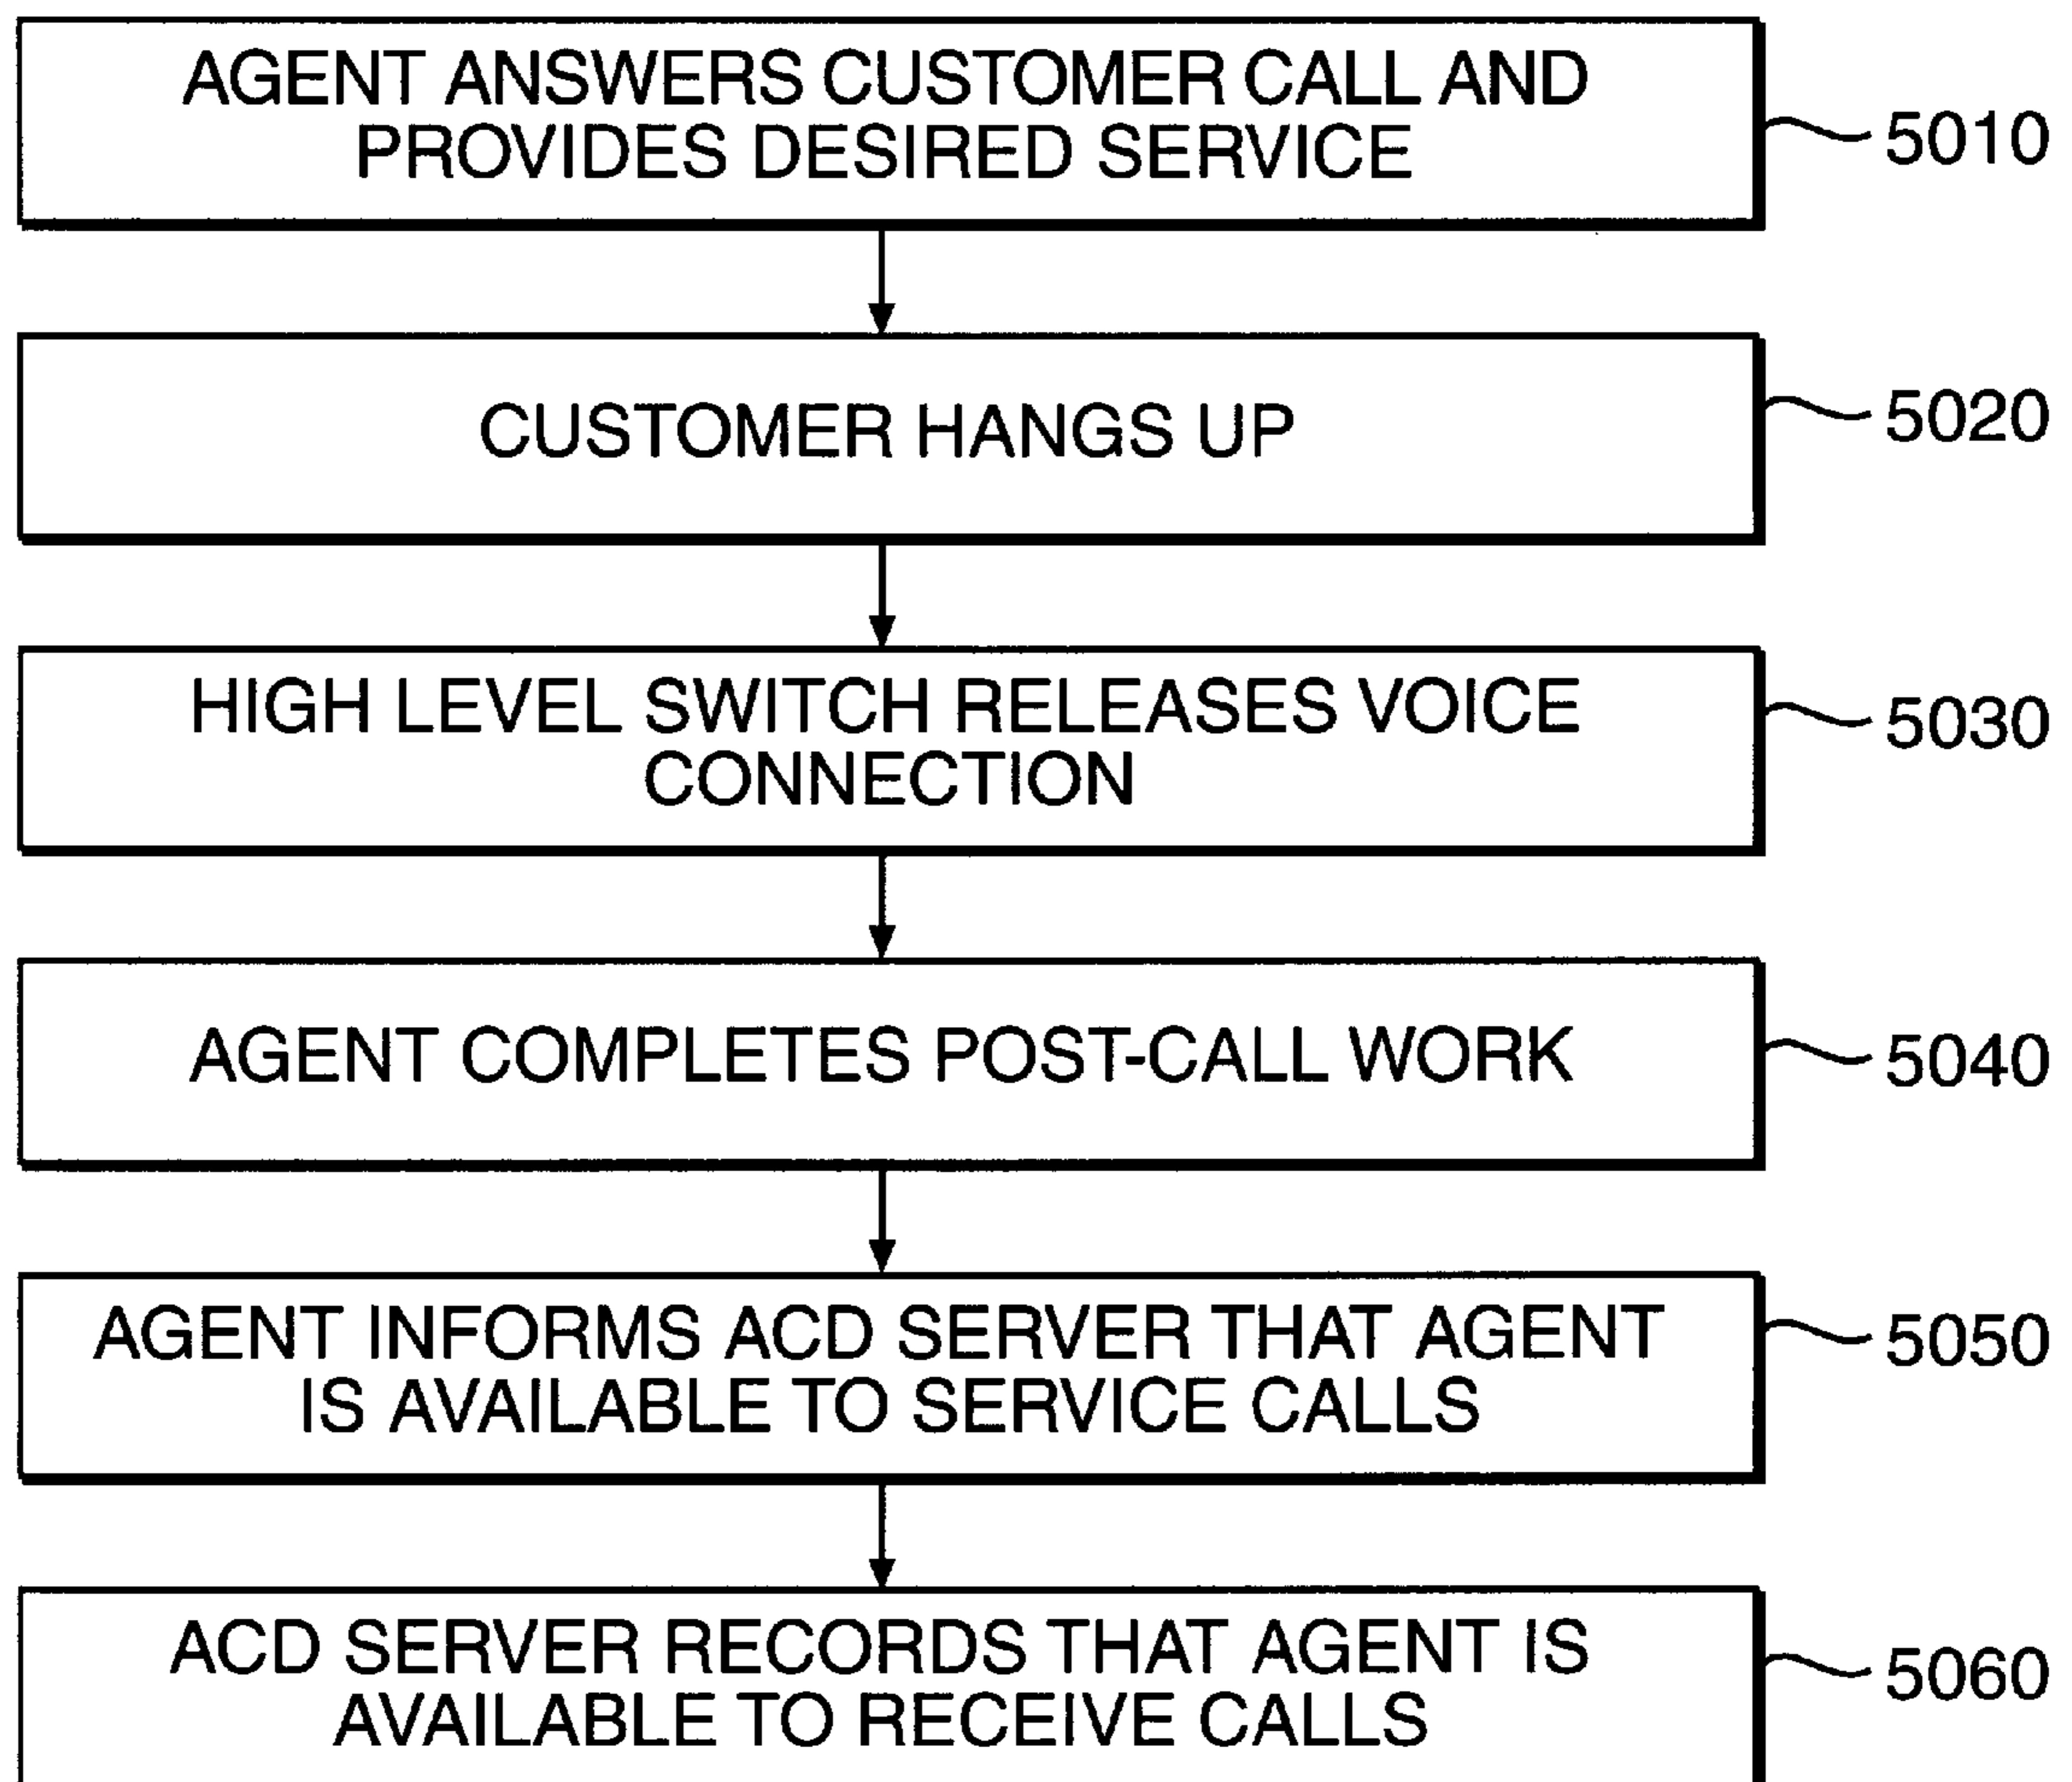 AGENT ANSWERS CUSTOMER CALL AND
PROVIDES DESIRED SERVICE
5010
CUSTOMER HANGS UP
5020
HIGH LEVEL SWITCH RELEASES VOICE
CONNECTION
5030
AGENT COMPLETES POST-CALL WORK
5040
AGENT INFORMS ACD SERVER THAT AGENT
IS AVAILABLE TO SERVICE CALLS
5050
ACD SERVER RECORDS THAT AGENT IS
AVAILABLE TO RECEIVE CALLS
5060